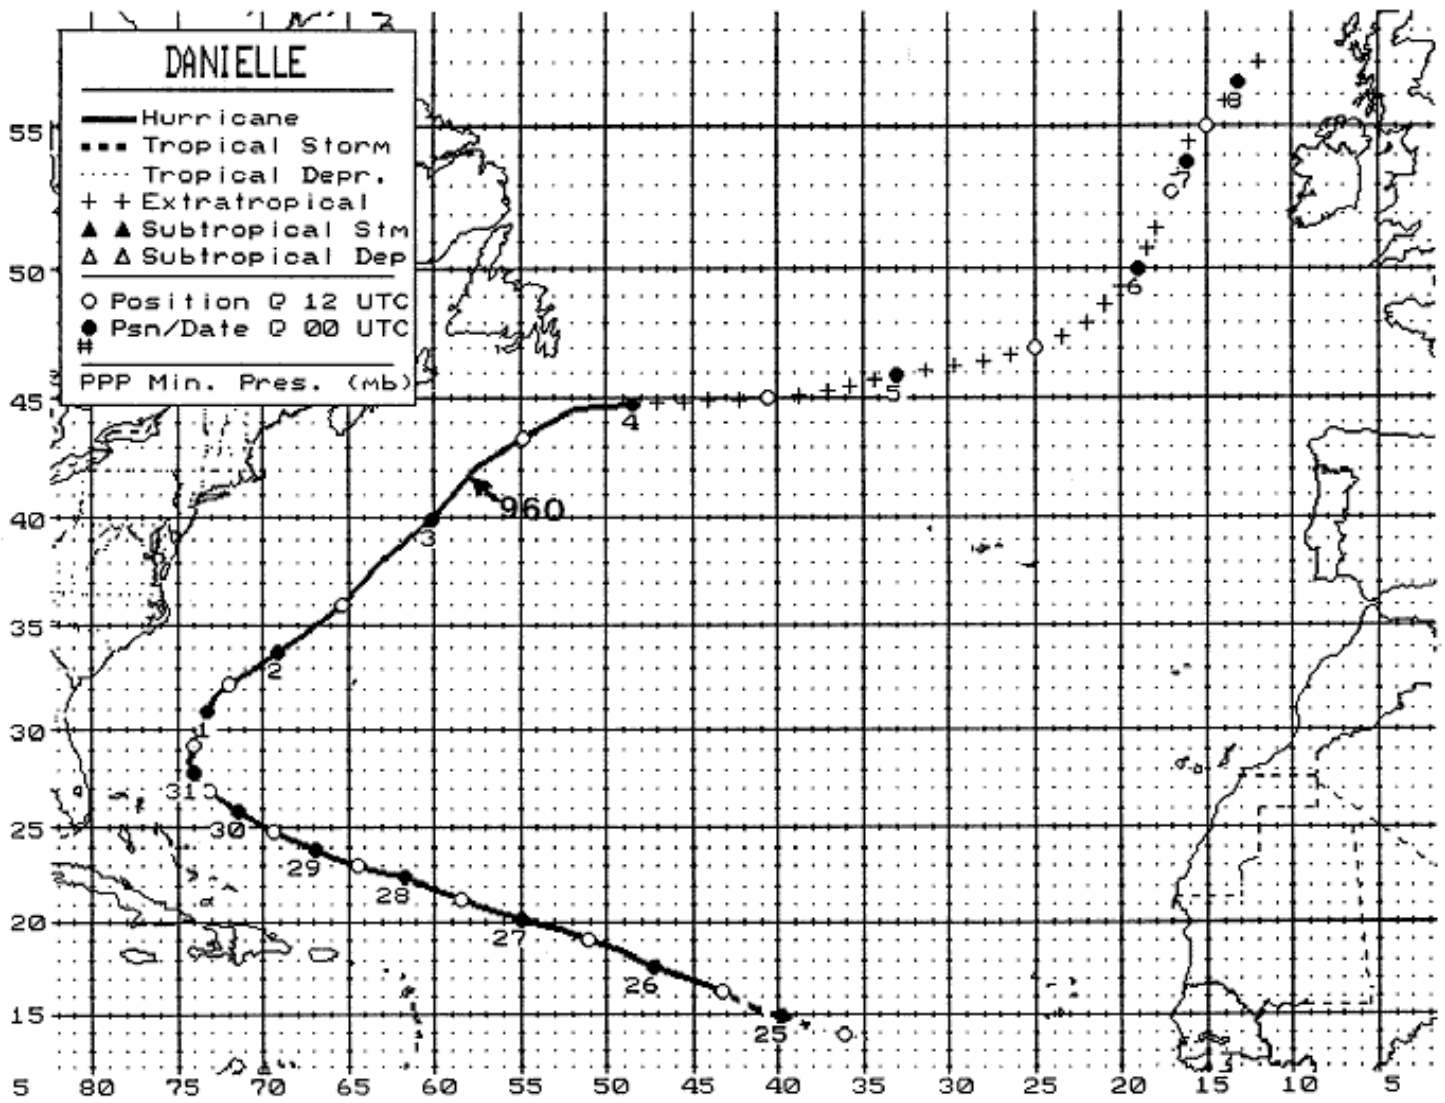 DANIELLE
Hurricane
Tropical Storm
Tropical Depr.
+ + Extratropical
Subtropical Stm
Subtropical Dep
Position @ 12 UTC
Psn/Date @ 00 UTC
#
PPP Min. Pres. (mb)
8
55
7
50
6
5
45
4
960
40
3
35
2
1
30
31
30
25
29
28
20
27
26
15
25
5 80 75 70 65 60 55 50 45 40 35 30 25 20 15 10 5